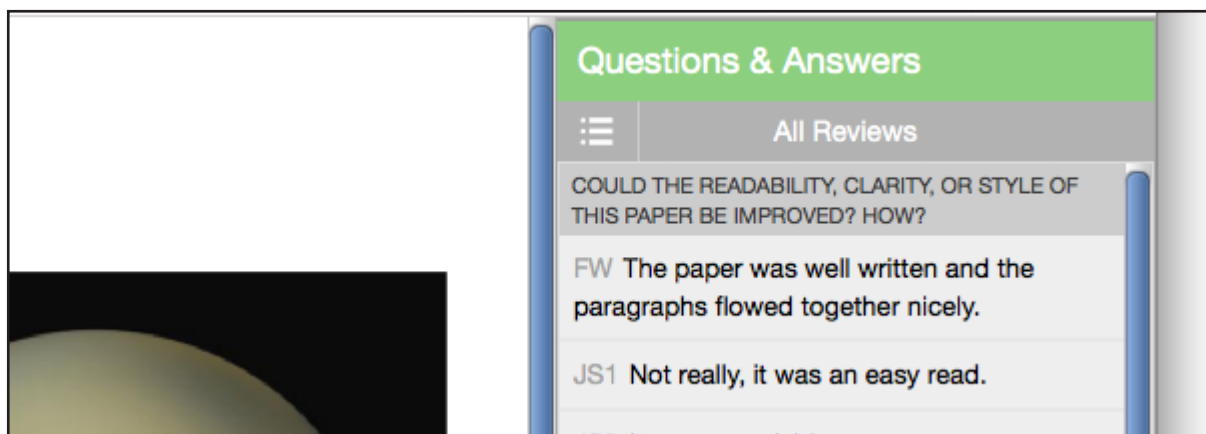 Questions & Answers
All Reviews
COULD THE READABILITY, CLARITY, OR STYLE OF
THIS PAPER BE IMPROVED? HOW?
FW The paper was well written and the
paragraphs flowed together nicely.
JS1 Not really, it was an easy read.